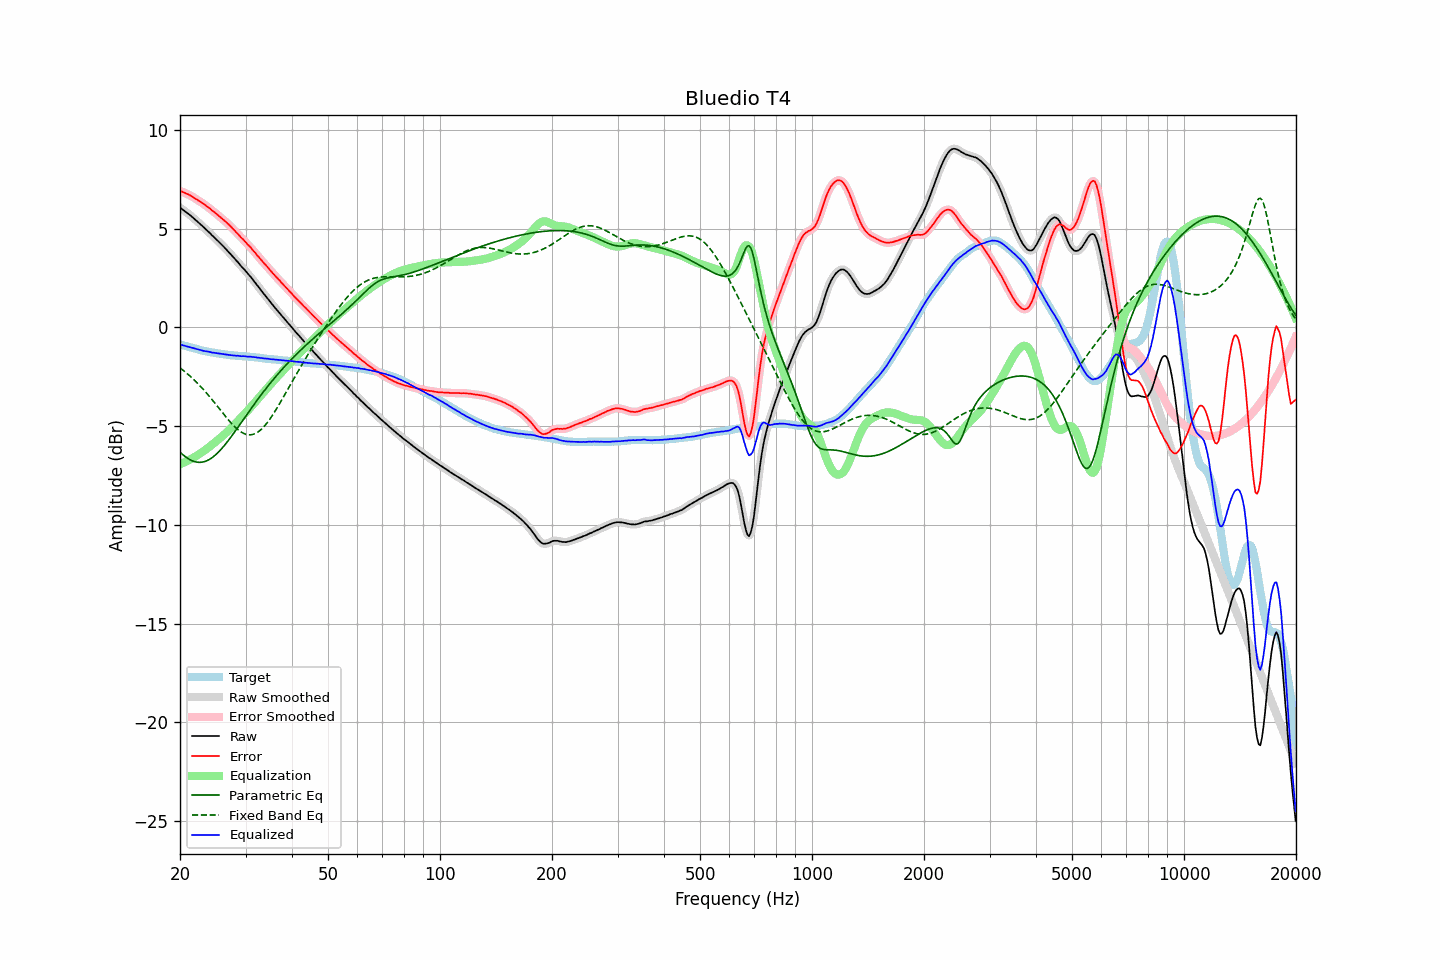 Bluedio T4
10
5
0
−5
−10
−15
−20
−25
Amplitude (dBr)
Target
Raw Smoothed
Error Smoothed
Raw
Error
Equalization
Parametric Eq
Fixed Band Eq
Equalized
20 50 100 200 500 1000 2000 5000 10000 20000
Frequency (Hz)